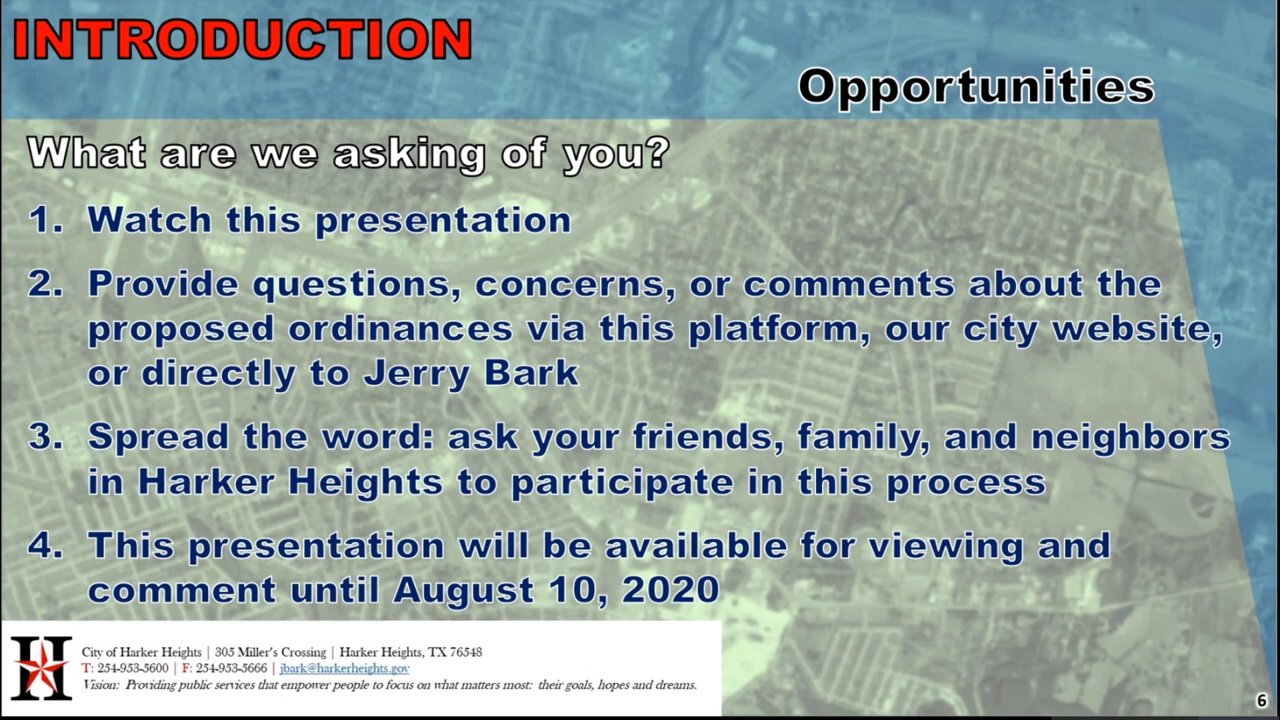 INTRODUCTION
Opportunities
What are we asking of you?
1. Watch this presentation
2. Provide questions, concerns, or comments about the
proposed ordinances via this platform, our city website,
or directly to Jerry Bark
3. Spread the word: ask your friends, family, and neighbors
in Harker Heights to participate in this process
4. This presentation will be available for viewing and
comment until August 10, 2020
H
City of Harker Heights | 305 Miller's Crossing | Harker Heights, TX 76548
T: 254-953-5600 | F: 254-953-5666 | jbark@harkerheights.gov
Vision: Providing public services that empower people to focus on what matters most: their goals, hopes and dreams.
6